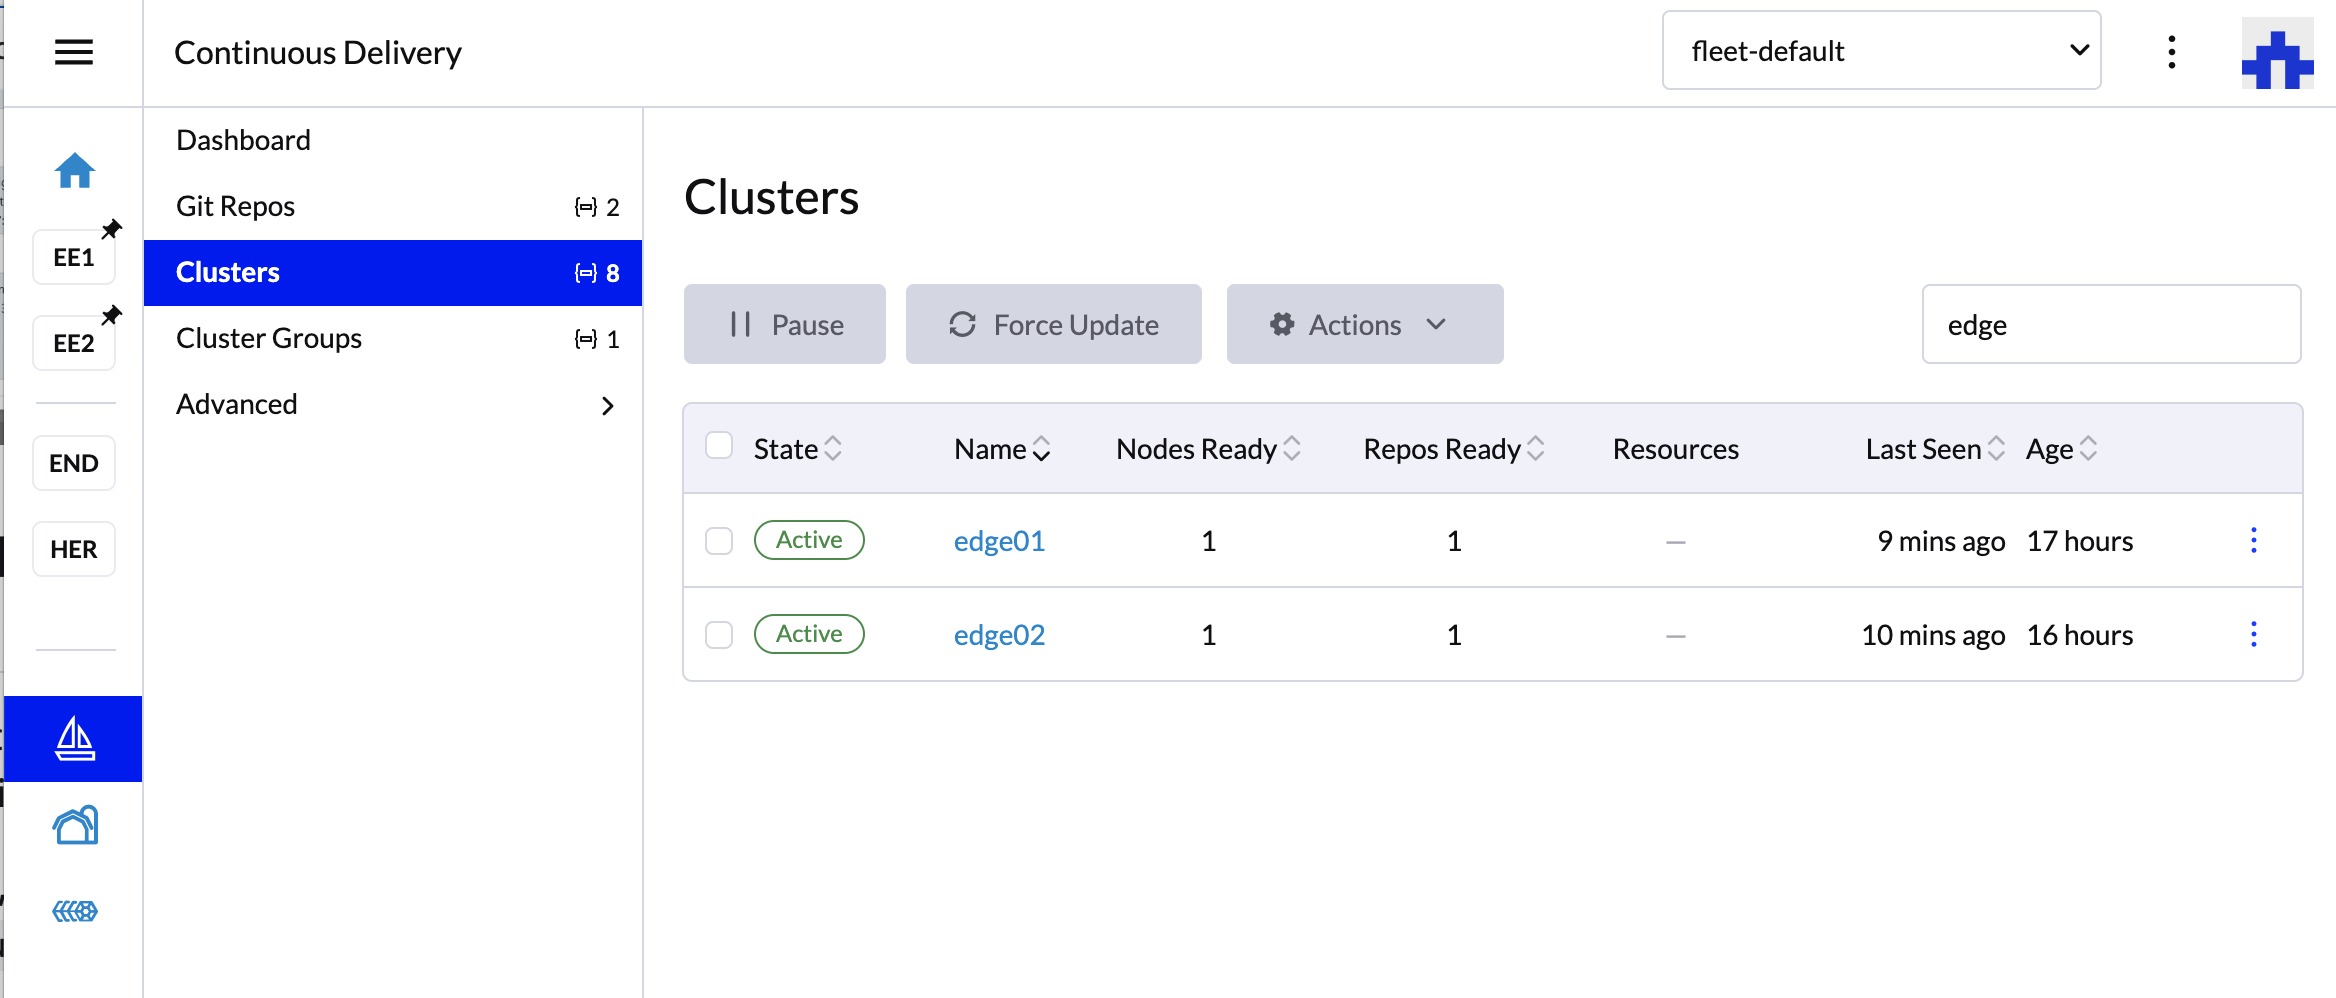 Continuous Delivery
fleet-default
EE1
EE2
END
HER
Dashboard
Git Repos 2
Clusters 8
Cluster Groups 1
Advanced
Clusters
Pause Force Update Actions
edge
State Name Nodes Ready Repos Ready Resources Last Seen Age
Active edge01 1 1 — 9 mins ago 17 hours
Active edge02 1 1 — 10 mins ago 16 hours